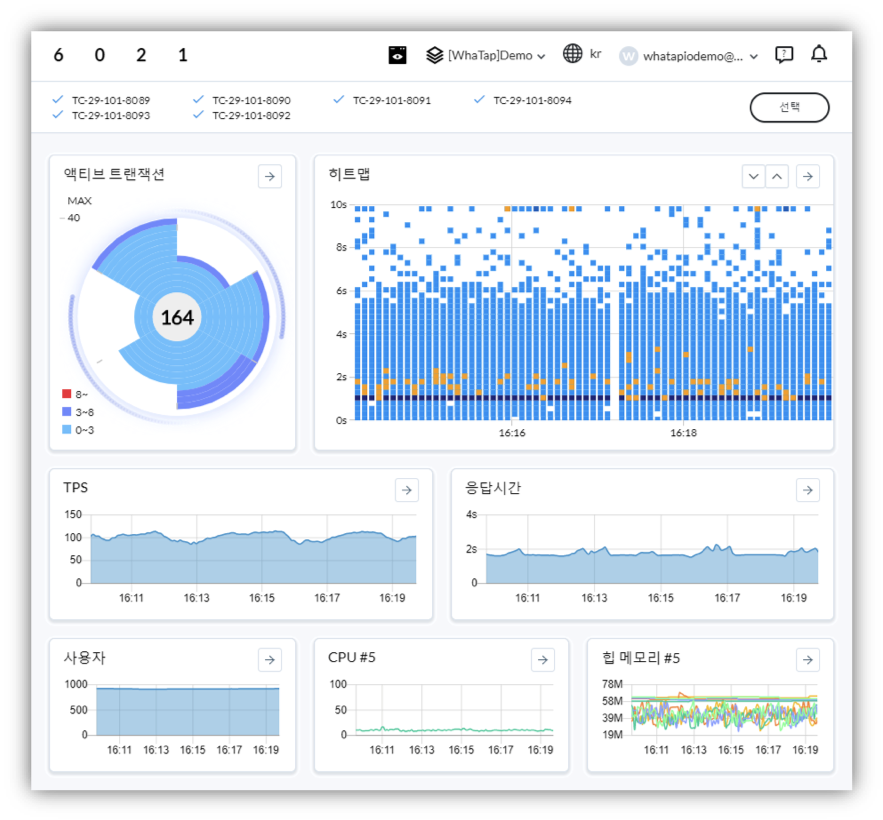 6 0 2 1
[WhaTap]Demo
kr
W whatapiodemo@...
TC-29-101-8089 TC-29-101-8090 TC-29-101-8091 TC-29-101-8094
TC-29-101-8093 TC-29-101-8092
선택
액티브 트랜잭션
MAX
40
164
8~
3~8
0~3
히트맵
10s
8s
6s
4s
2s
0s
16:16 16:18
TPS
150
100
50
0
16:11 16:13 16:15 16:17 16:19
응답시간
4s
2s
0
16:11 16:13 16:15 16:17 16:19
사용자
1000
500
0
16:11 16:13 16:15 16:17 16:19
CPU #5
100
50
0
16:11 16:13 16:15 16:17 16:19
힙 메모리 #5
78M
58M
39M
19M
16:11 16:13 16:15 16:17 16:19